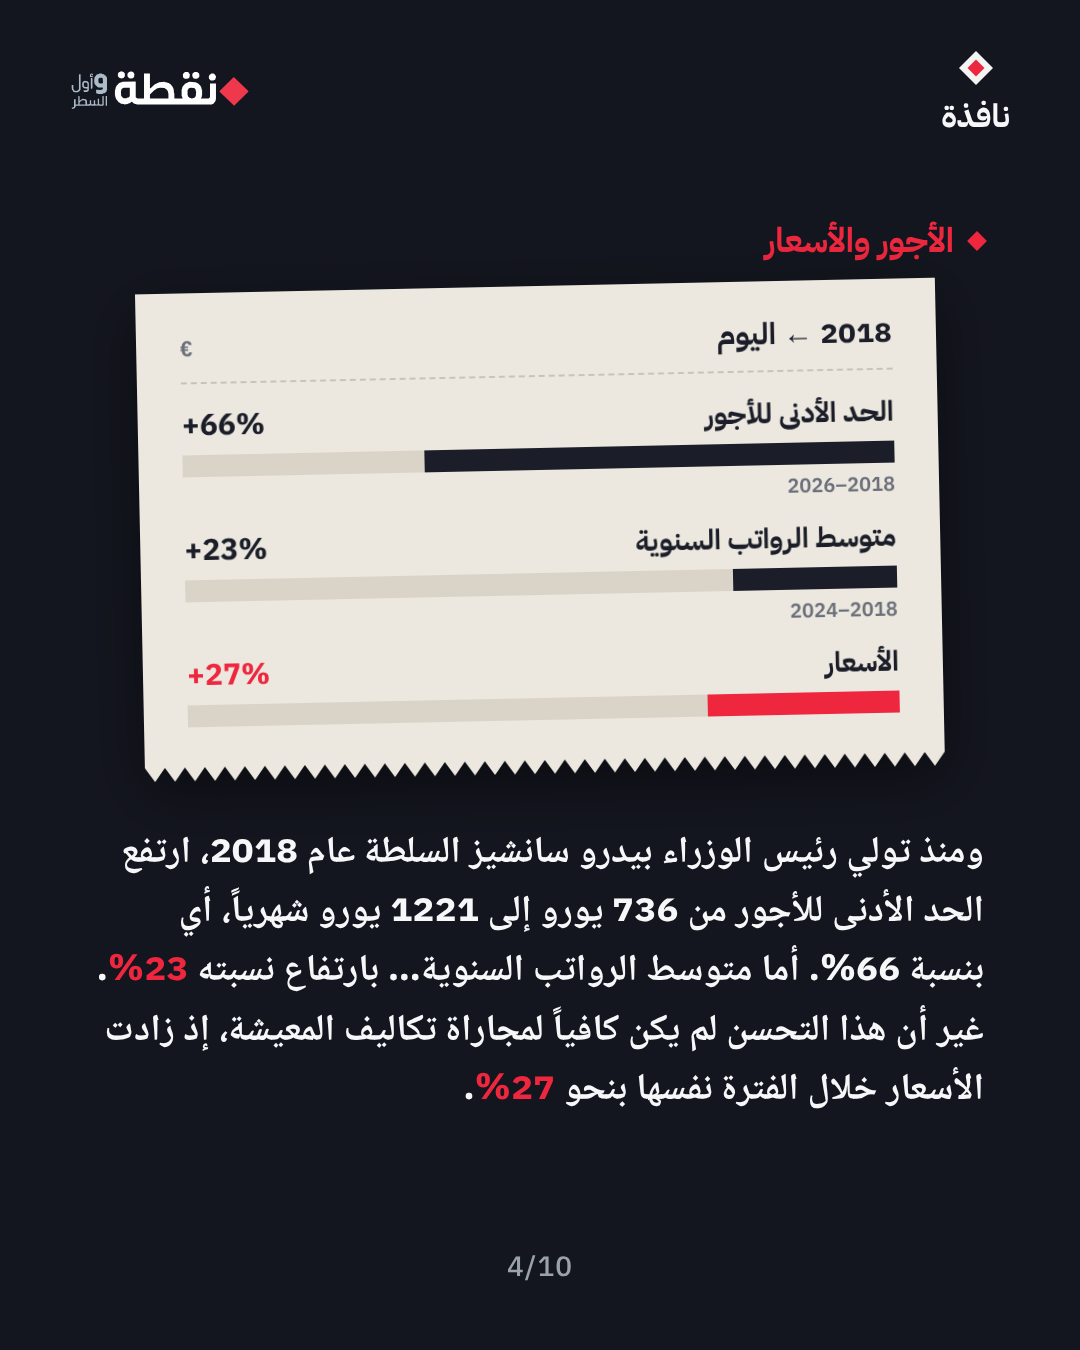 نافذة
نقطة
وأول
السطر
الأجور والأسعار
2018 ← اليوم
€
الحد الأدنى للأجور
+66%
2018–2026
متوسط الرواتب السنوية
+23%
2018–2024
الأسعار
+27%
ومنذ تولي رئيس الوزراء بيدرو سانشيز السلطة عام 2018، ارتفع
الحد الأدنى للأجور من 736 يورو إلى 1221 يورو شهرياً، أي
بنسبة 66%. أما متوسط الرواتب السنوية... بارتفاع نسبته 23%.
غير أن هذا التحسن لم يكن كافياً لمجاراة تكاليف المعيشة، إذ زادت
الأسعار خلال الفترة نفسها بنحو 27%.
4/10